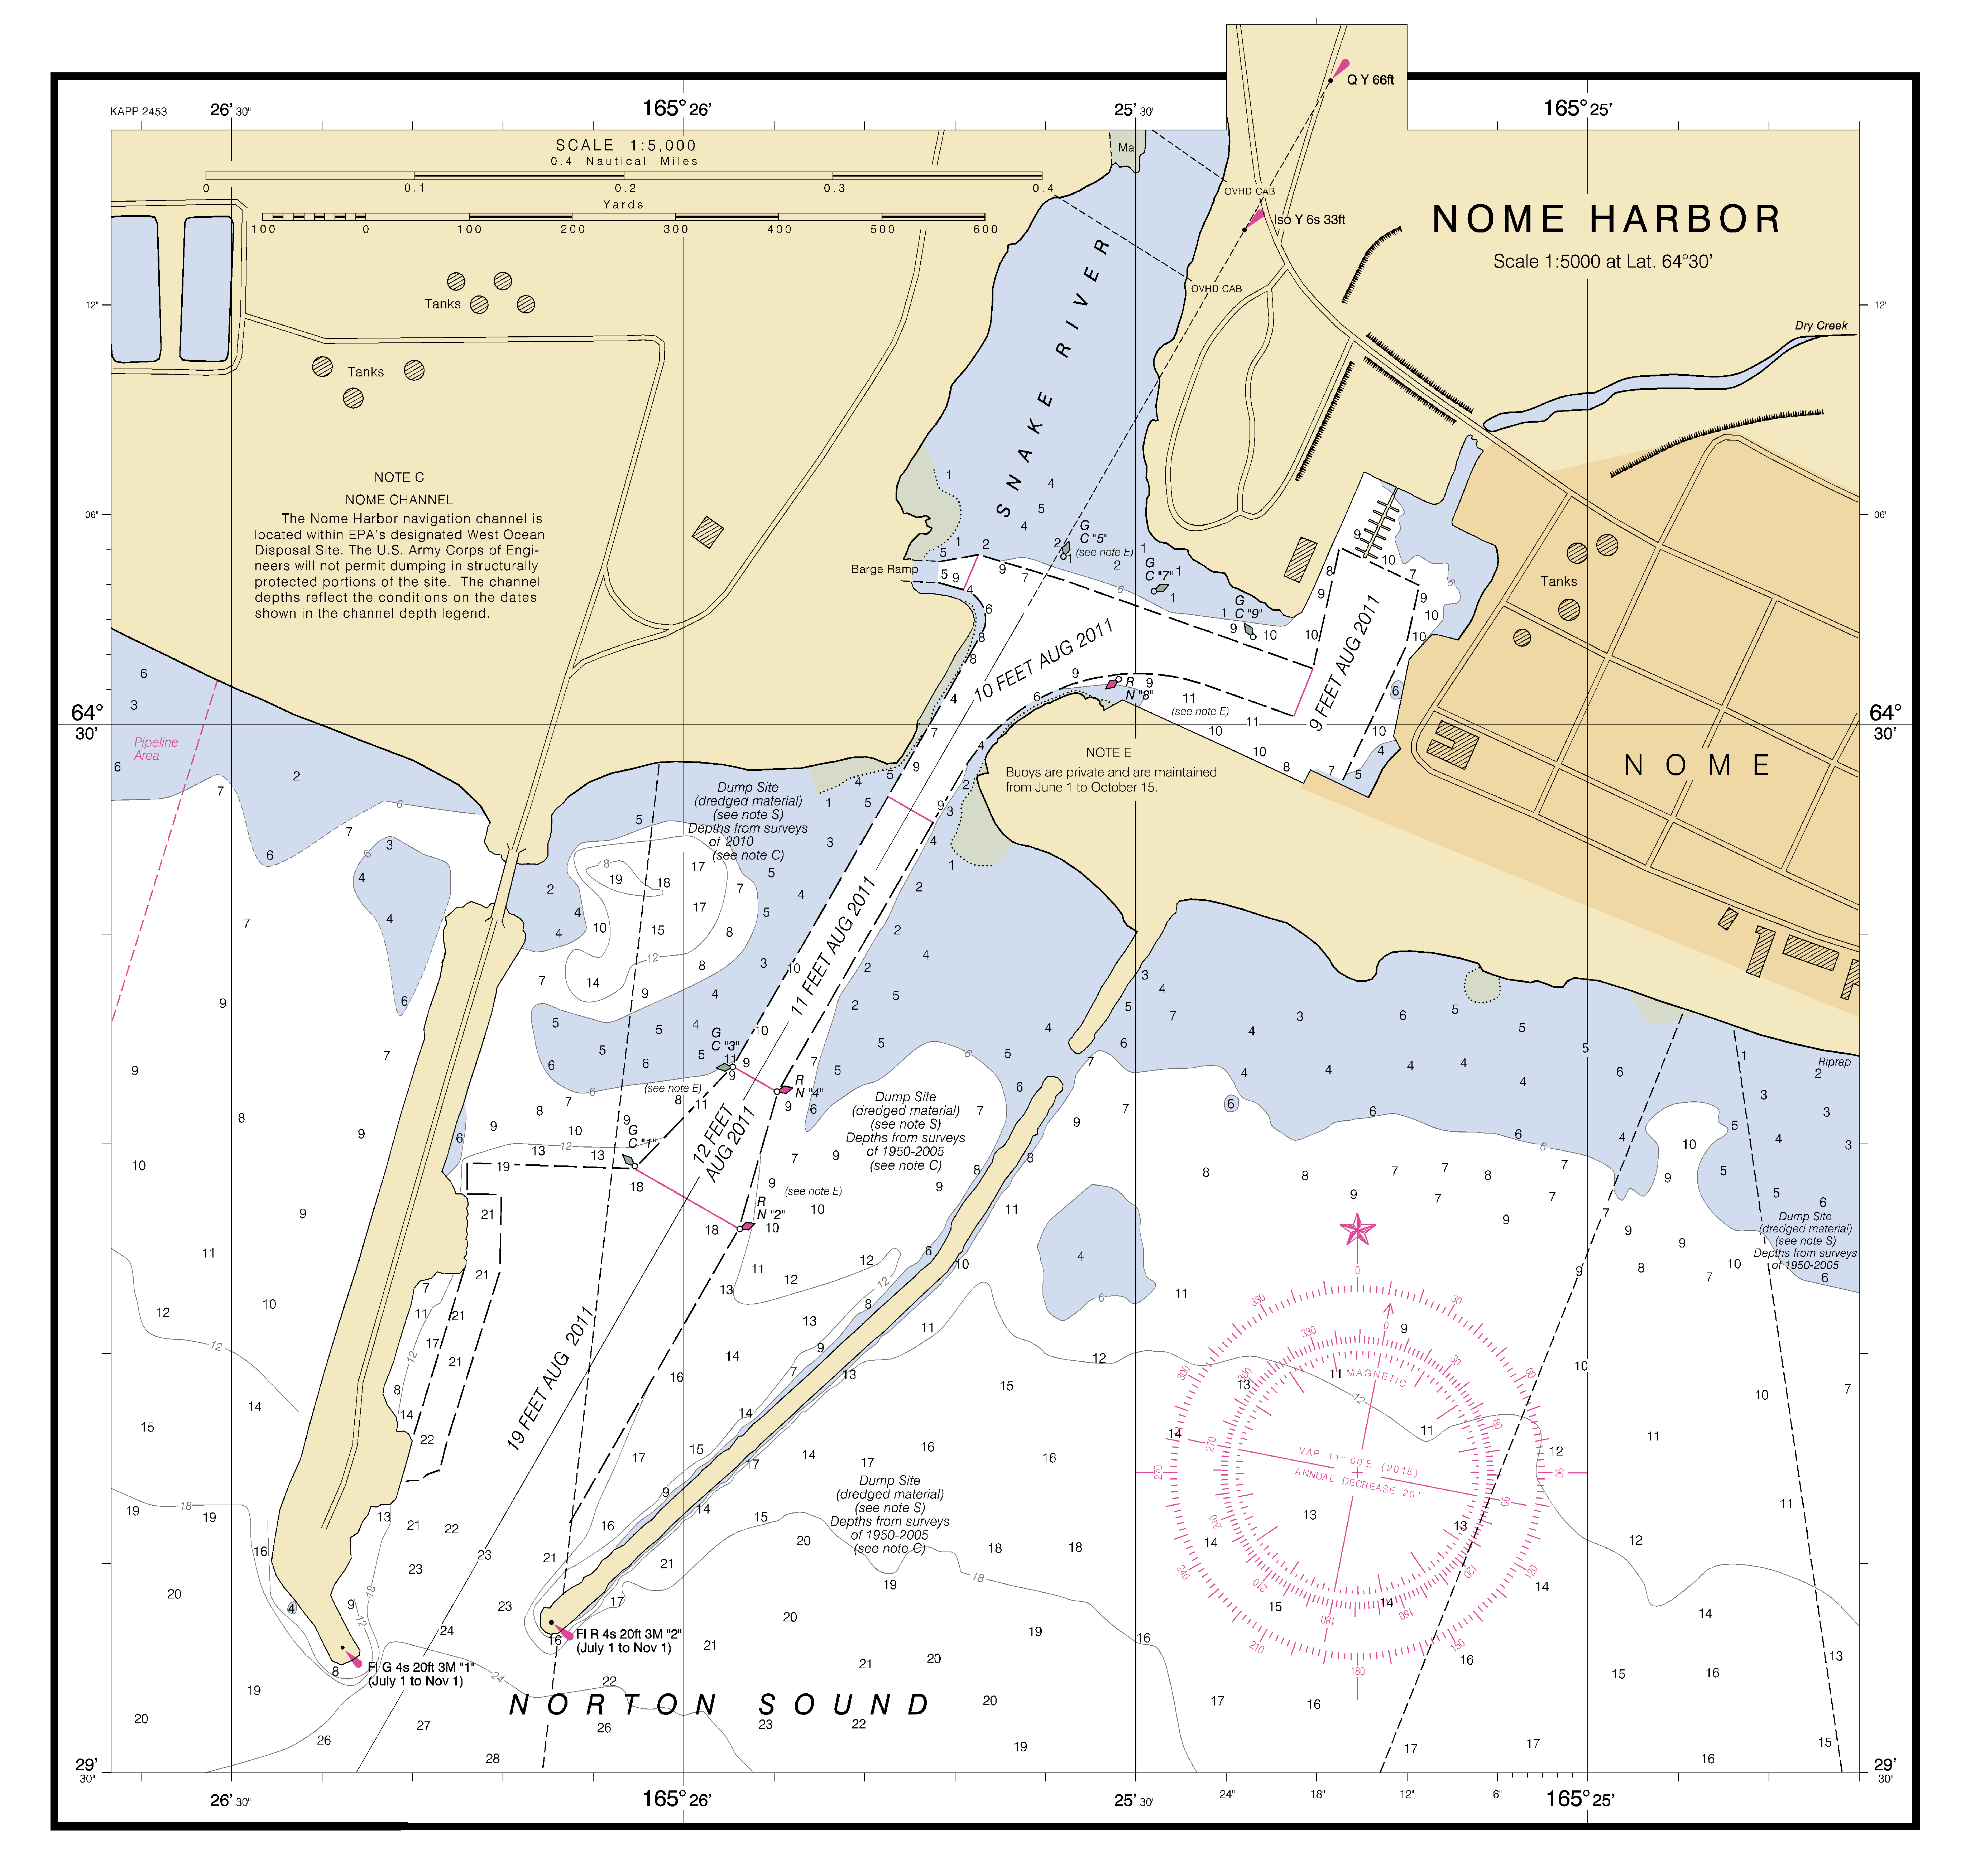 KAPP 2453
26' 30"
165° 26'
25' 30"
165° 25'
Q Y 66ft
SCALE 1:5,000
0.4 Nautical Miles
0 0.1 0.2 0.3 0.4
Yards
100 0 100 200 300 400 500 600
Ma
OVHD CAB
Iso Y 6s 33ft
OVHD CAB
NOME HARBOR
Scale 1:5000 at Lat. 64°30'
SNAKE RIVER
12"
Tanks
12"
Dry Creek
Tanks
NOTE C
NOME CHANNEL
The Nome Harbor navigation channel is
located within EPA's designated West Ocean
Disposal Site. The U.S. Army Corps of Engi-
neers will not permit dumping in structurally
protected portions of the site. The channel
depths reflect the conditions on the dates
shown in the channel depth legend.
06"
06"
G
C "5"
(see note E)
G
C "7"
G
C "9"
Barge Ramp
Tanks
10 FEET AUG 2011
9 FEET AUG 2011
R
N "8"
(see note E)
64°
30'
64°
30'
Pipeline
Area
NOTE E
Buoys are private and are maintained
from June 1 to October 15.
NOME
Dump Site
(dredged material)
(see note S)
Depths from surveys
of 2010
(see note C)
11 FEET AUG 2011
G
C "3"
(see note E)
R
N "4"
12 FEET
AUG 2011
G
C "1"
Dump Site
(dredged material)
(see note S)
Depths from surveys
of 1950-2005
(see note C)
Riprap
(see note E)
R
N "2"
Dump Site
(dredged material)
(see note S)
Depths from surveys
of 1950-2005
19 FEET AUG 2011
MAGNETIC
VAR 11° 00'E (2015)
ANNUAL DECREASE 20'
Dump Site
(dredged material)
(see note S)
Depths from surveys
of 1950-2005
(see note C)
Fl R 4s 20ft 3M "2"
(July 1 to Nov 1)
Fl G 4s 20ft 3M "1"
(July 1 to Nov 1)
NORTON SOUND
29'
30"
29'
30"
26' 30"
165° 26'
25' 30"
24"
18"
12"
6"
165° 25'